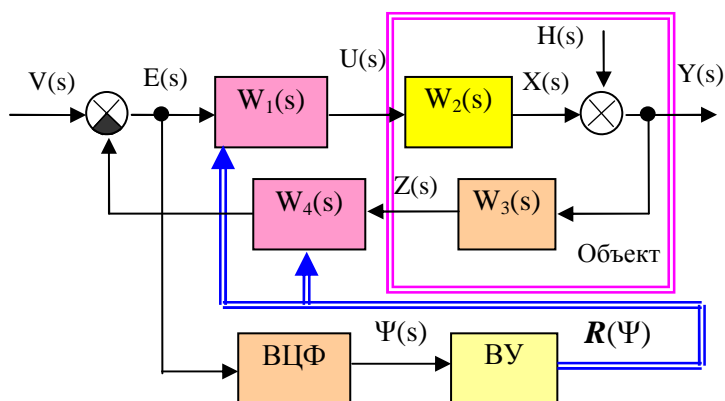 H(s)
V(s)
E(s)
U(s)
X(s)
Y(s)
W₁(s)
W₂(s)
W₄(s)
Z(s)
W₃(s)
Объект
ВЦФ
Ψ(s)
ВУ
R(Ψ)